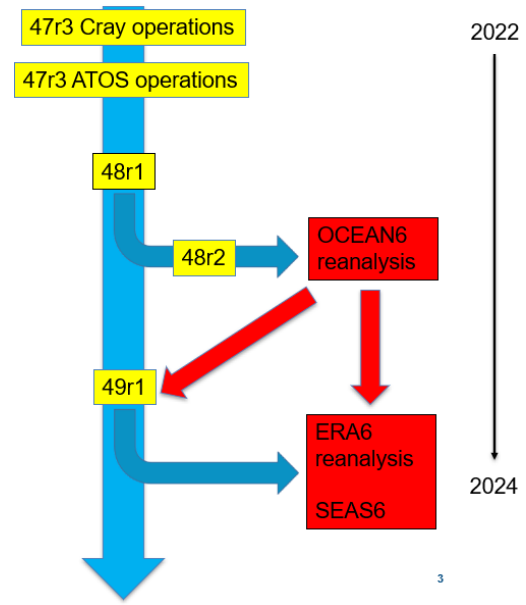 47r3 Cray operations
2022
47r3 ATOS operations
48r1
OCEAN6
reanalysis
48r2
49r1
ERA6
reanalysis
SEAS6
2024
3